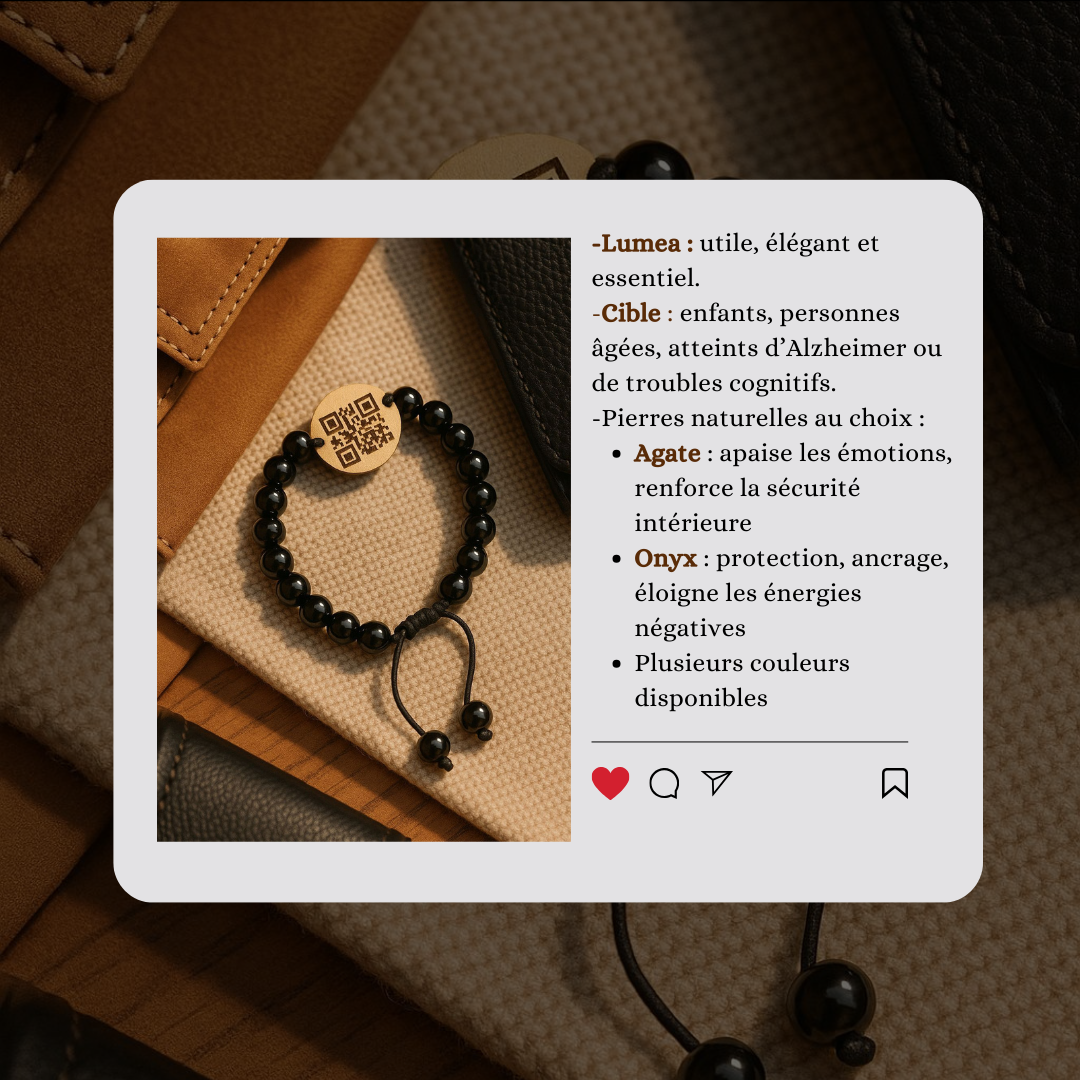 -Lumea : utile, élégant et
essentiel.
-Cible : enfants, personnes
âgées, atteints d’Alzheimer ou
de troubles cognitifs.
-Pierres naturelles au choix :
• Agate : apaise les émotions,
renforce la sécurité
intérieure
• Onyx : protection, ancrage,
éloigne les énergies
négatives
• Plusieurs couleurs
disponibles